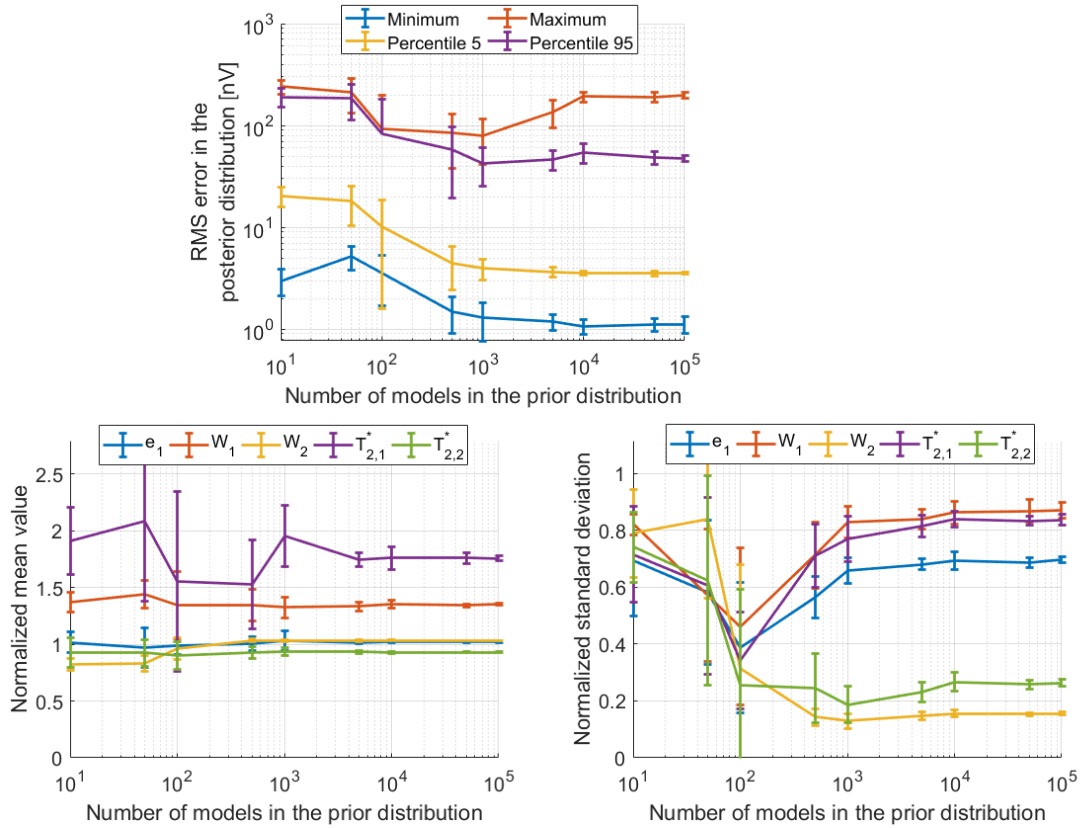 Minimum Maximum
Percentile 5 Percentile 95
10³
10²
10¹
10⁰
RMS error in the
posterior distribution [nV]
10¹ 10² 10³ 10⁴ 10⁵
Number of models in the prior distribution
e₁ W₁ W₂ T*₂,₁ T*₂,₂
2.5
2
1.5
1
0.5
0
Normalized mean value
10¹ 10² 10³ 10⁴ 10⁵
Number of models in the prior distribution
e₁ W₁ W₂ T*₂,₁ T*₂,₂
1
0.8
0.6
0.4
0.2
0
Normalized standard deviation
10¹ 10² 10³ 10⁴ 10⁵
Number of models in the prior distribution